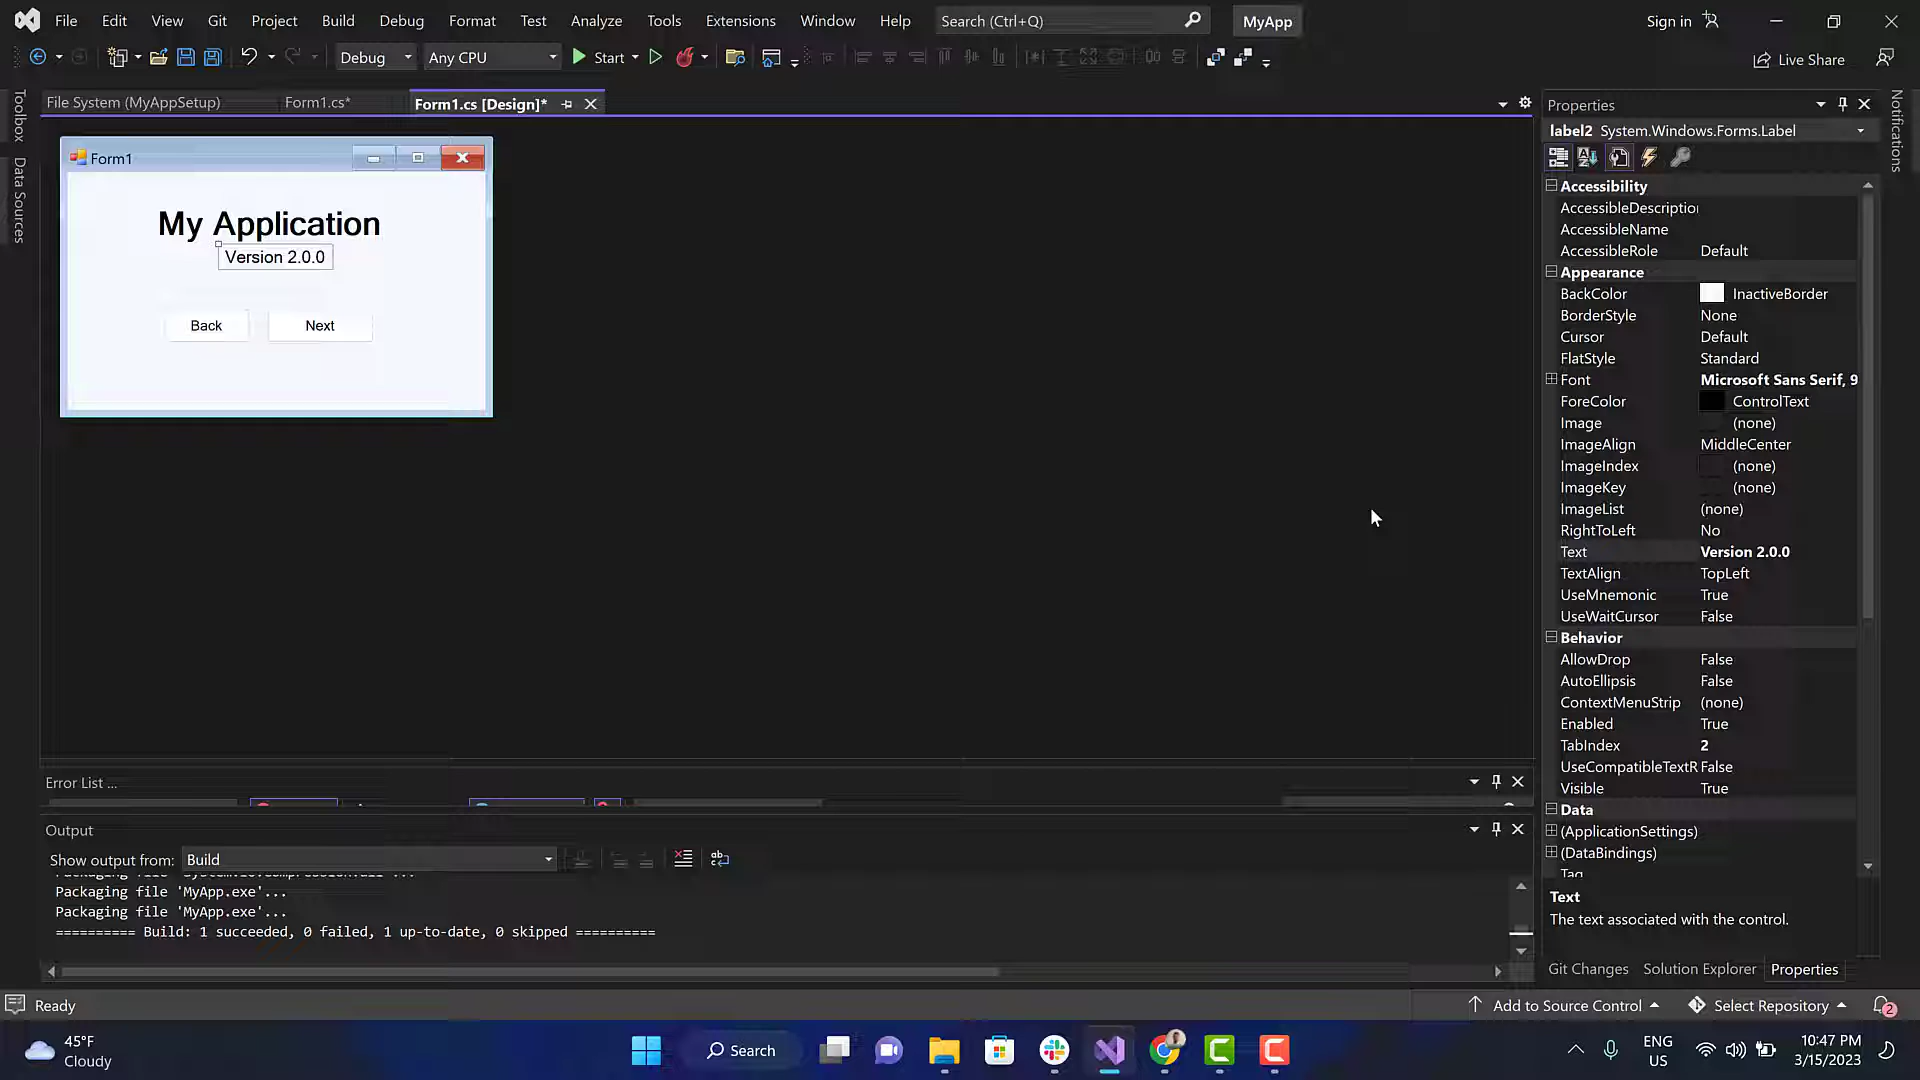 File Edit View Git Project Build Debug Format Test Analyze Tools Extensions Window Help Search (Ctrl+Q) MyApp Sign in
Debug Any CPU Start Live Share
Toolbox
Data Sources
File System (MyAppSetup) Form1.cs* Form1.cs [Design]*
Form1
My Application
Version 2.0.0
Back Next
Properties
label2 System.Windows.Forms.Label
Accessibility
AccessibleDescription
AccessibleName
AccessibleRole Default
Appearance
BackColor InactiveBorder
BorderStyle None
Cursor Default
FlatStyle Standard
Font Microsoft Sans Serif, 9
ForeColor ControlText
Image (none)
ImageAlign MiddleCenter
ImageIndex (none)
ImageKey (none)
ImageList (none)
RightToLeft No
Text Version 2.0.0
TextAlign TopLeft
UseMnemonic True
UseWaitCursor False
Behavior
AllowDrop False
AutoEllipsis False
ContextMenuStrip (none)
Enabled True
TabIndex 2
UseCompatibleTextR False
Visible True
Data
(ApplicationSettings)
(DataBindings)
Tag
Text
The text associated with the control.
Git Changes Solution Explorer Properties
Notifications
Error List ...
Output
Show output from: Build
Packaging file
Packaging file 'MyApp.exe'...
Packaging file 'MyApp.exe'...
========== Build: 1 succeeded, 0 failed, 1 up-to-date, 0 skipped ==========
Ready Add to Source Control Select Repository 2
45°F
Cloudy
Search
ENG
US
10:47 PM
3/15/2023